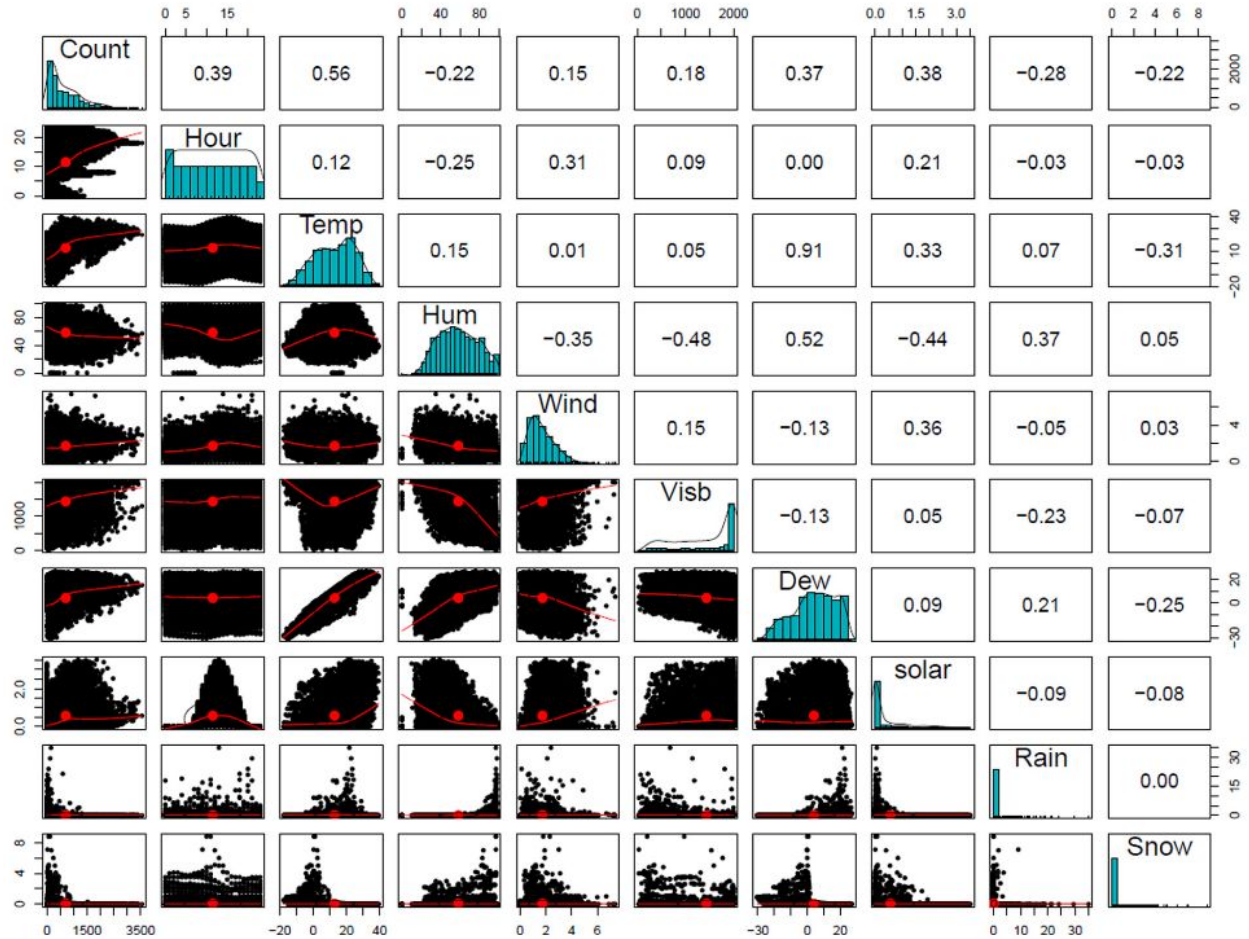 0 5 15 0 40 80 0 1000 2000 0.0 1.5 3.0 0 2 4 6 8
Count 0.39 0.56 −0.22 0.15 0.18 0.37 0.38 −0.28 −0.22 0 2000
0 10 20 Hour 0.12 −0.25 0.31 0.09 0.00 0.21 −0.03 −0.03
Temp 0.15 0.01 0.05 0.91 0.33 0.07 −0.31 −20 10 40
0 40 80 Hum −0.35 −0.48 0.52 −0.44 0.37 0.05
Wind 0.15 −0.13 0.36 −0.05 0.03 0 4
0 1000 Visb −0.13 0.05 −0.23 −0.07
Dew 0.09 0.21 −0.25 −30 0 20
0.0 2.0 solar −0.09 −0.08
Rain 0.00 0 15 30
0 4 8 Snow
0 1500 3500 −20 0 20 40 0 2 4 6 −30 0 20 0 10 20 30